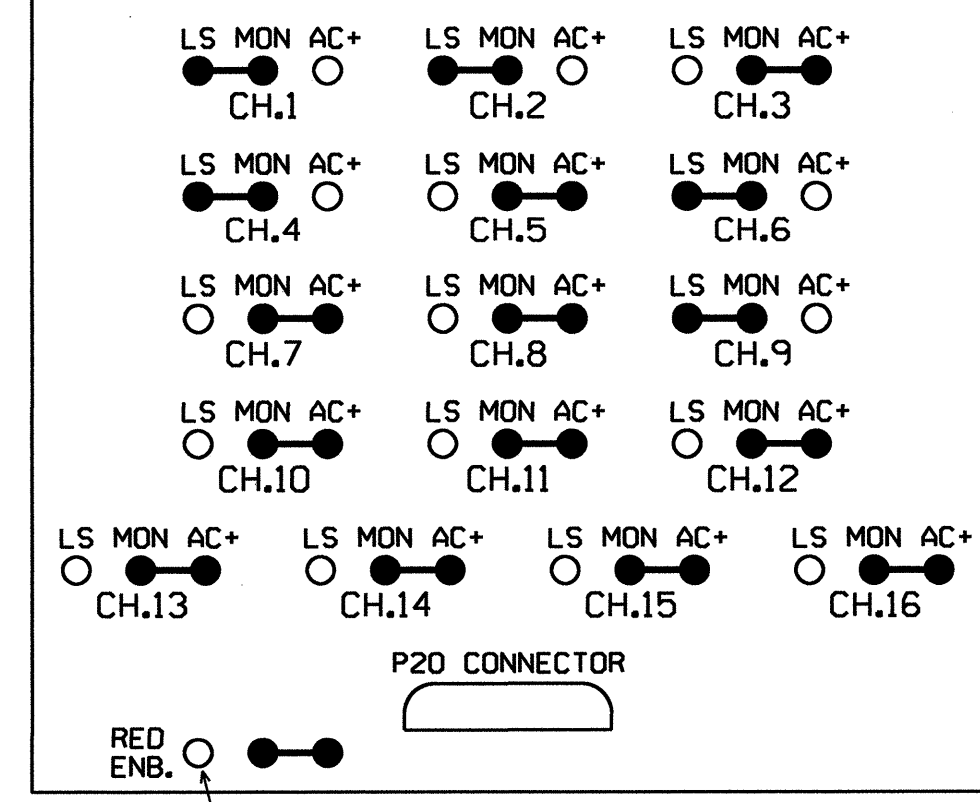 LS MON AC+ LS MON AC+ LS MON AC+
CH.1 CH.2 CH.3
LS MON AC+ LS MON AC+ LS MON AC+
CH.4 CH.5 CH.6
LS MON AC+ LS MON AC+ LS MON AC+
CH.7 CH.8 CH.9
LS MON AC+ LS MON AC+ LS MON AC+
CH.10 CH.11 CH.12
LS MON AC+ LS MON AC+ LS MON AC+ LS MON AC+
CH.13 CH.14 CH.15 CH.16
P20 CONNECTOR
RED
ENB.